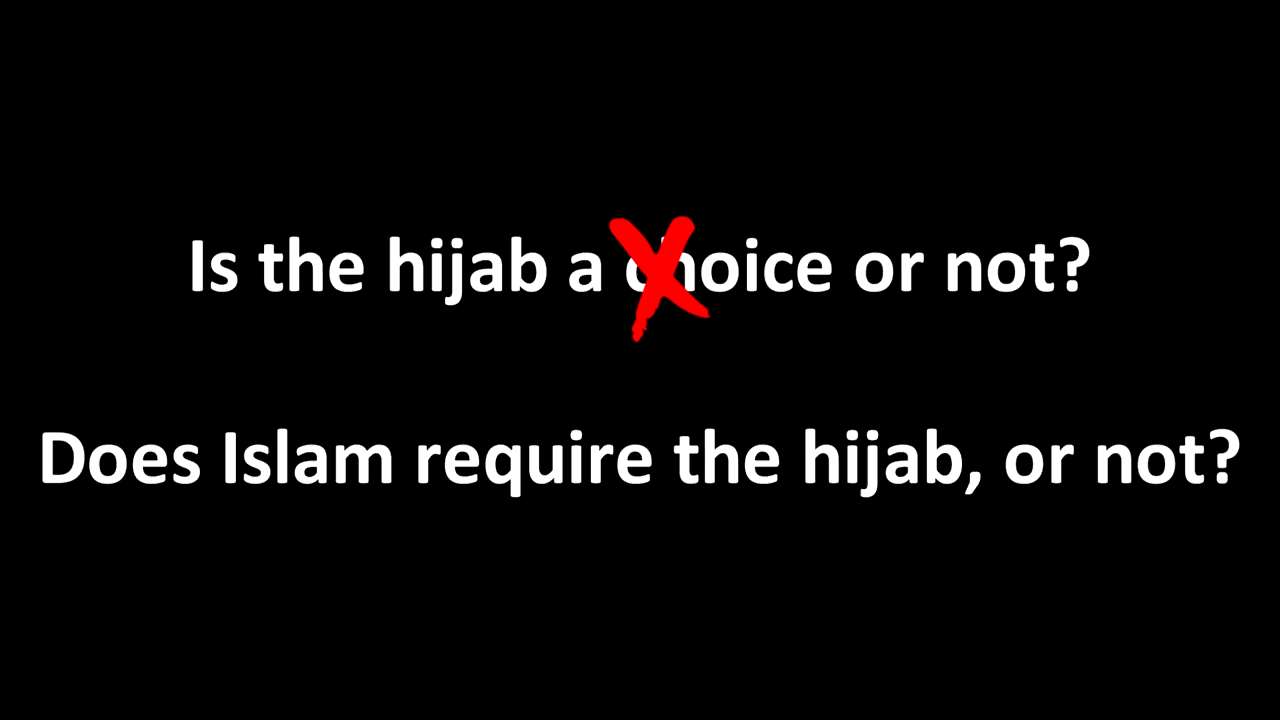 Is the hijab a choice or not?
Does Islam require the hijab, or not?